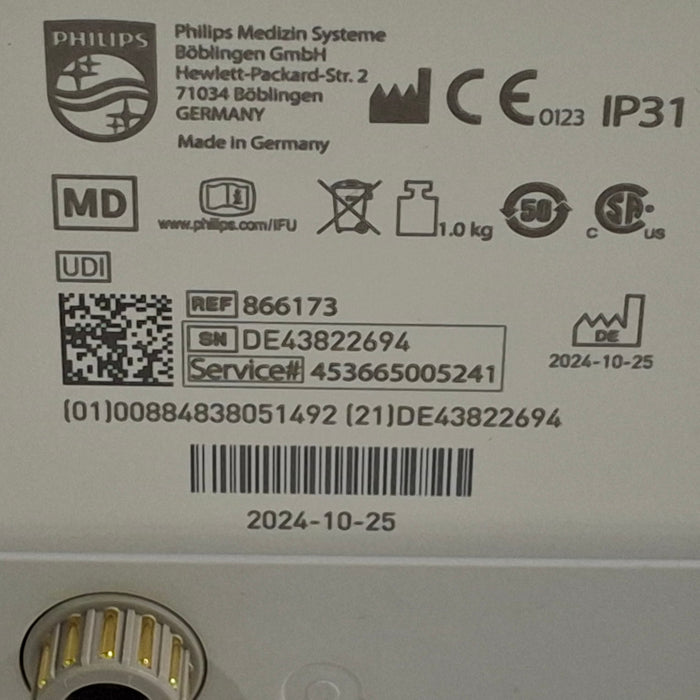 PHILIPS
Philips Medizin Systeme
Böblingen GmbH
Hewlett-Packard-Str. 2
71034 Böblingen
GERMANY
Made in Germany
CE 0123 IP31
MD
www.philips.com/IFU
1.0 kg
50
c SA us
UDI
REF 866173
SN DE43822694
Service# 453665005241
DE
2024-10-25
(01)00884838051492 (21)DE43822694
2024-10-25